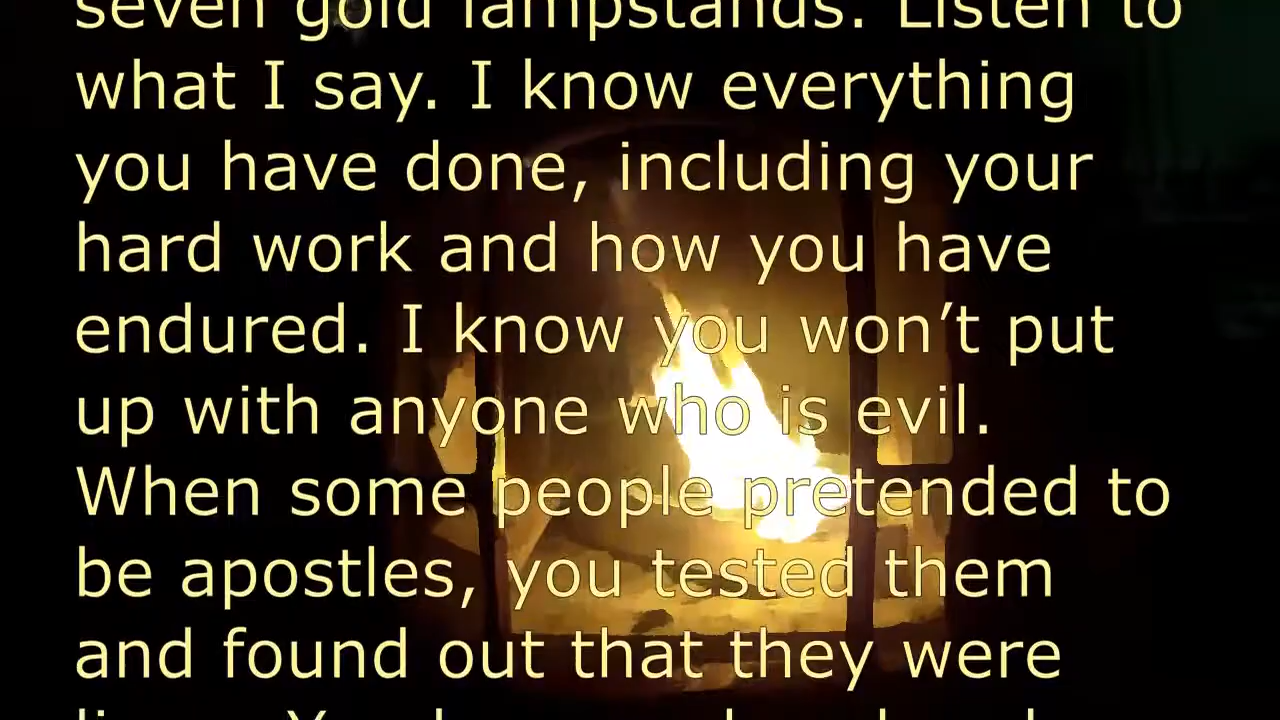 seven gold lampstands. Listen to
what I say. I know everything
you have done, including your
hard work and how you have
endured. I know you won’t put
up with anyone who is evil.
When some people pretended to
be apostles, you tested them
and found out that they were